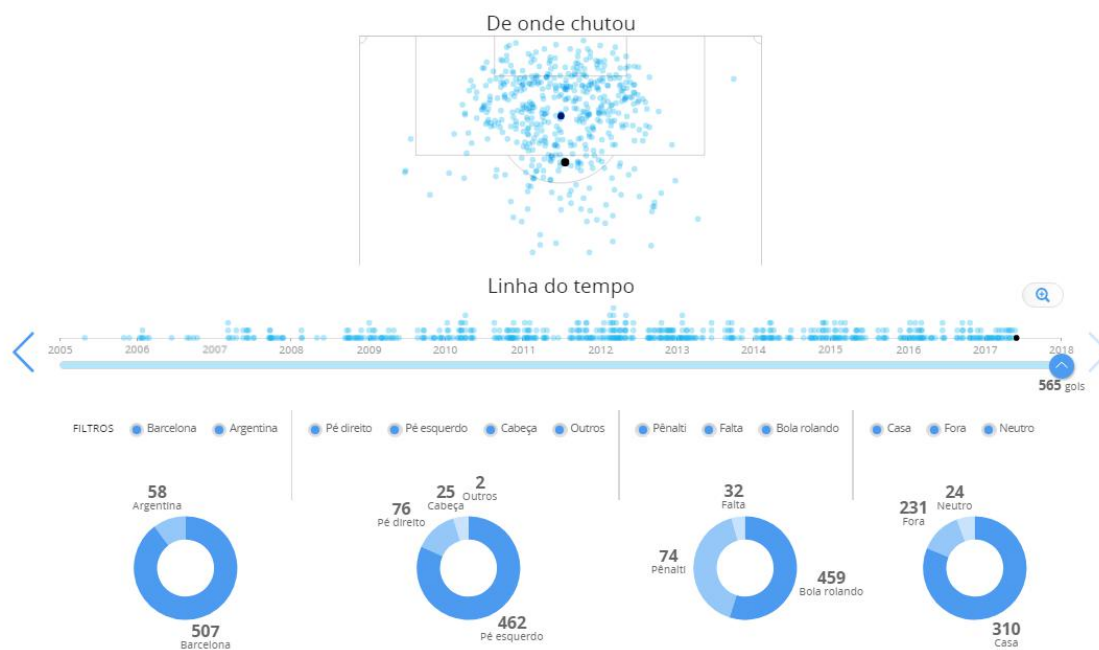 De onde chutou
Linha do tempo
2005 2006 2007 2008 2009 2010 2011 2012 2013 2014 2015 2016 2017 2018
565 gols
FILTROS Barcelona Argentina Pé direito Pé esquerdo Cabeça Outros Pênalti Falta Bola rolando Casa Fora Neutro
58
Argentina
507
Barcelona
2
Outros
25
Cabeça
76
Pé direito
462
Pé esquerdo
32
Falta
74
Pênalti
459
Bola rolando
24
Neutro
231
Fora
310
Casa